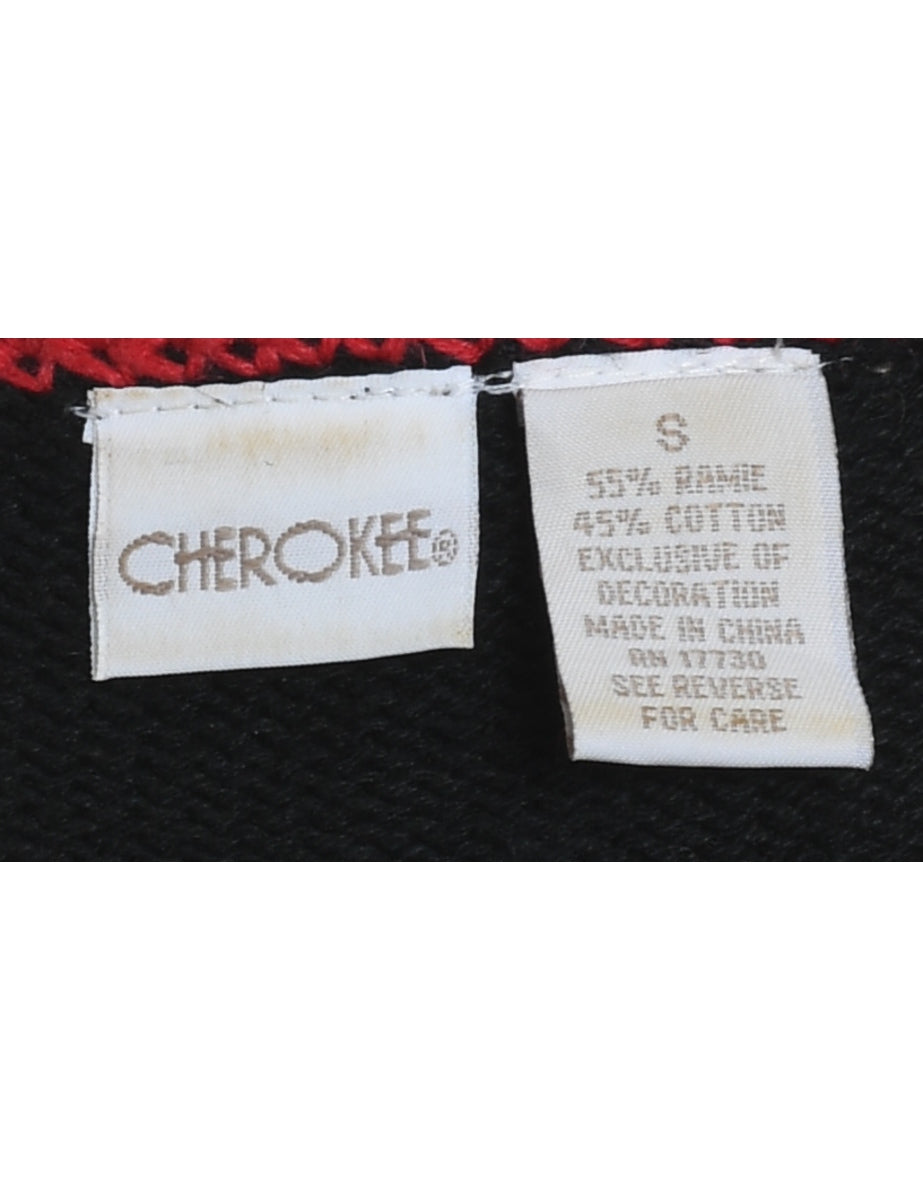 CHEROKEE®
S
55% RAMIE
45% COTTON
EXCLUSIVE OF
DECORATION
MADE IN CHINA
RN 17730
SEE REVERSE
FOR CARE